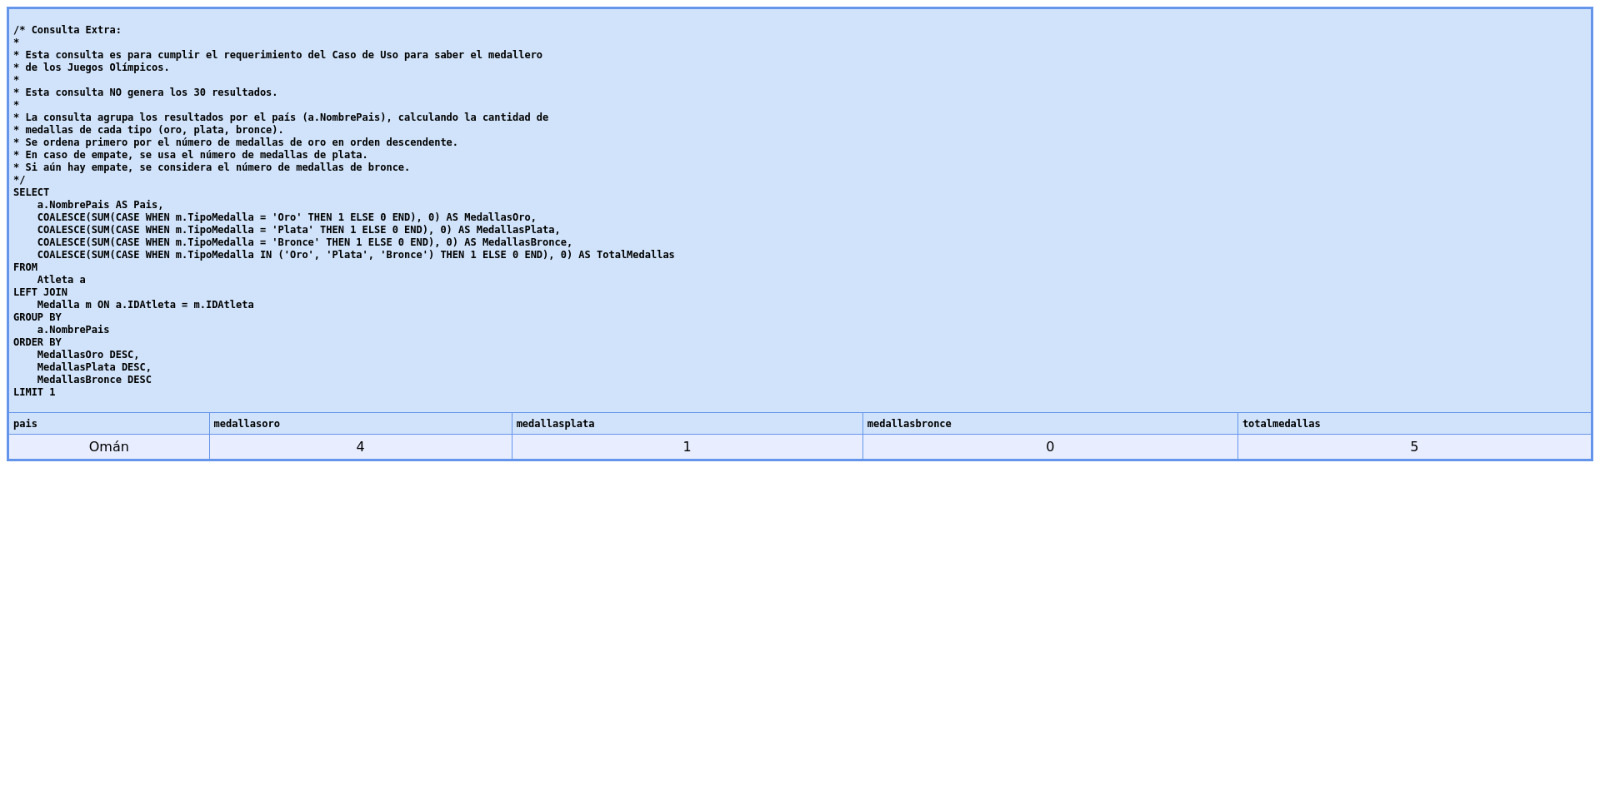 /* Consulta Extra:
*
* Esta consulta es para cumplir el requerimiento del Caso de Uso para saber el medallero
* de los Juegos Olímpicos.
*
* Esta consulta NO genera los 30 resultados.
*
* La consulta agrupa los resultados por el país (a.NombrePais), calculando la cantidad de
* medallas de cada tipo (oro, plata, bronce).
* Se ordena primero por el número de medallas de oro en orden descendente.
* En caso de empate, se usa el número de medallas de plata.
* Si aún hay empate, se considera el número de medallas de bronce.
*/
SELECT
    a.NombrePais AS Pais,
    COALESCE(SUM(CASE WHEN m.TipoMedalla = 'Oro' THEN 1 ELSE 0 END), 0) AS MedallasOro,
    COALESCE(SUM(CASE WHEN m.TipoMedalla = 'Plata' THEN 1 ELSE 0 END), 0) AS MedallasPlata,
    COALESCE(SUM(CASE WHEN m.TipoMedalla = 'Bronce' THEN 1 ELSE 0 END), 0) AS MedallasBronce,
    COALESCE(SUM(CASE WHEN m.TipoMedalla IN ('Oro', 'Plata', 'Bronce') THEN 1 ELSE 0 END), 0) AS TotalMedallas
FROM
    Atleta a
LEFT JOIN
    Medalla m ON a.IDAtleta = m.IDAtleta
GROUP BY
    a.NombrePais
ORDER BY
    MedallasOro DESC,
    MedallasPlata DESC,
    MedallasBronce DESC
LIMIT 1
pais medallasoro medallasplata medallasbronce totalmedallas
Omán 4 1 0 5